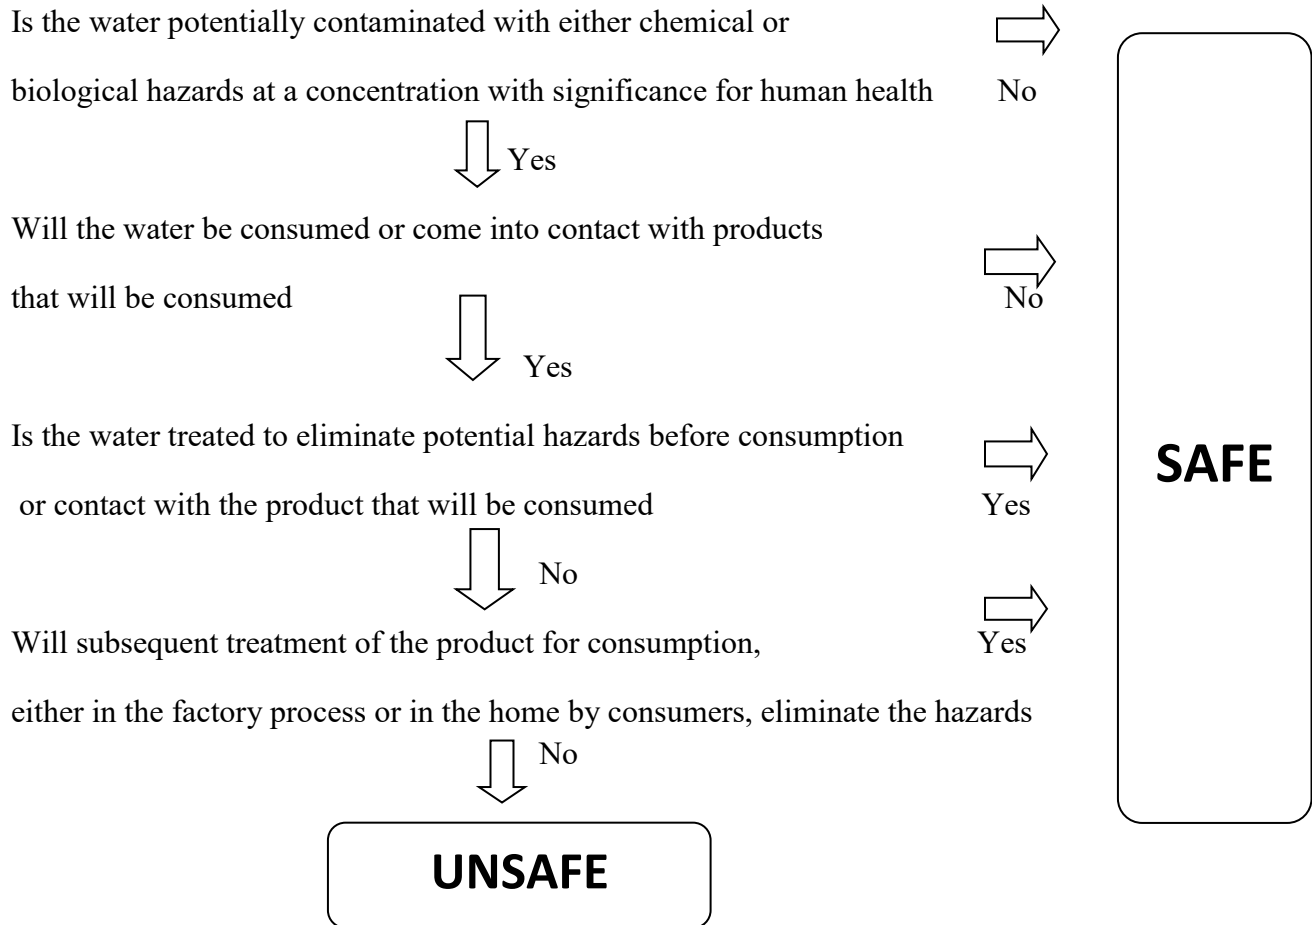 Is the water potentially contaminated with either chemical or
biological hazards at a concentration with significance for human health
No
Yes
Will the water be consumed or come into contact with products
that will be consumed
No
Yes
Is the water treated to eliminate potential hazards before consumption
or contact with the product that will be consumed
Yes
No
Will subsequent treatment of the product for consumption,
Yes
either in the factory process or in the home by consumers, eliminate the hazards
No
SAFE
UNSAFE